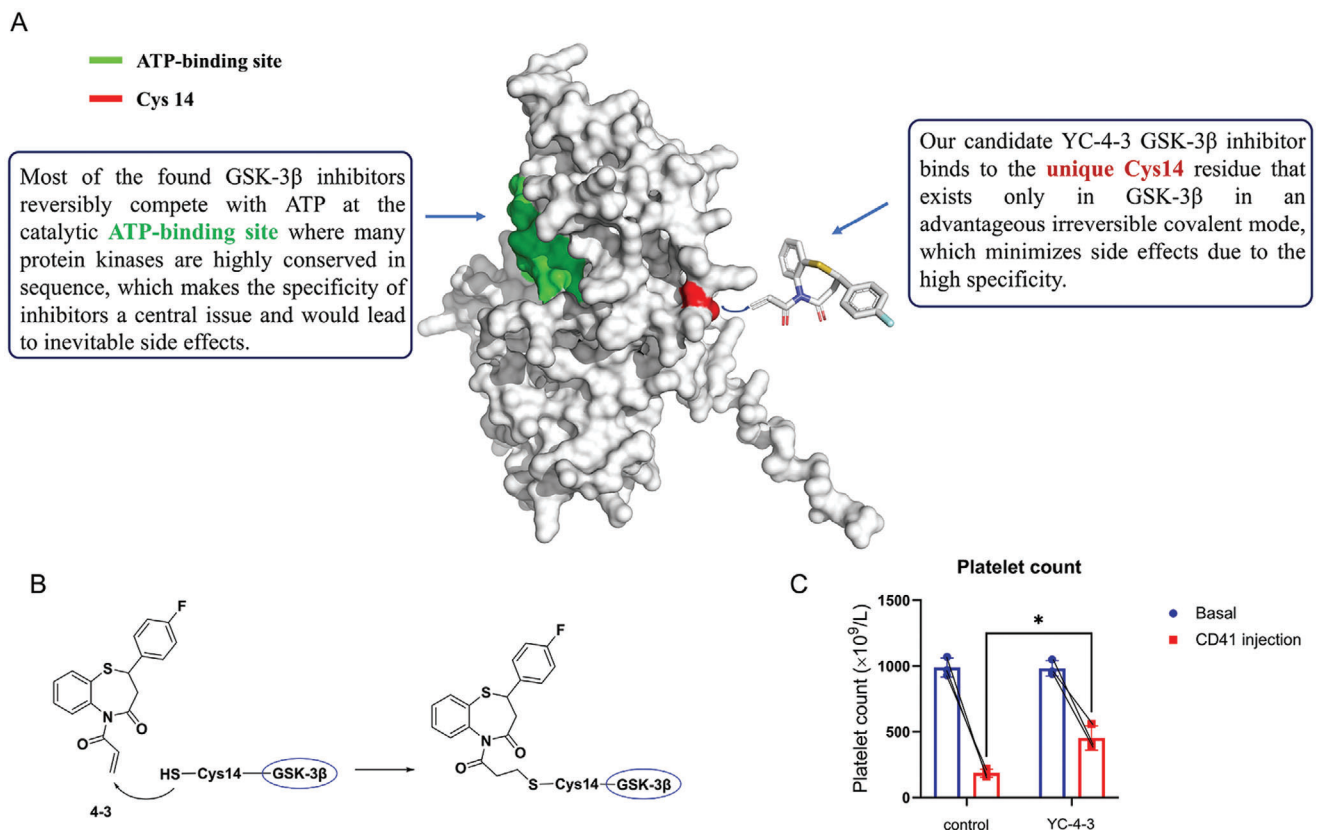 A
ATP-binding site
Cys 14
Most of the found GSK-3β inhibitors
reversibly compete with ATP at the
catalytic ATP-binding site where many
protein kinases are highly conserved in
sequence, which makes the specificity of
inhibitors a central issue and would lead
to inevitable side effects.
Our candidate YC-4-3 GSK-3β inhibitor
binds to the unique Cys14 residue that
exists only in GSK-3β in an
advantageous irreversible covalent mode,
which minimizes side effects due to the
high specificity.
B
F
S
N
O
O
HS-Cys14-GSK-3β
4-3
F
S
N
O
O
S-Cys14-GSK-3β
C
Platelet count
Platelet count (×10⁹/L)
1500
1000
500
0
*
control
YC-4-3
Basal
CD41 injection